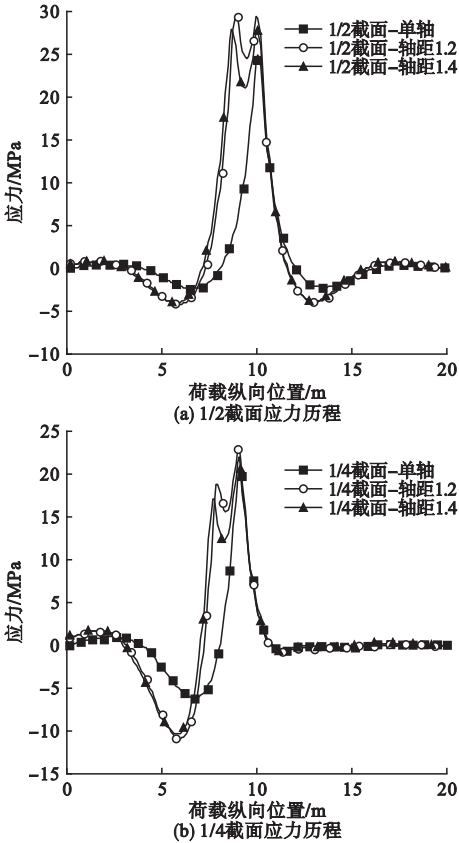 30
25
20
15
10
5
0
-5
-10
应力/MPa
1/2截面-单轴
1/2截面-轴距1.2
1/2截面-轴距1.4
0 5 10 15 20
荷载纵向位置/m
(a) 1/2截面应力历程
25
20
15
10
5
0
-5
-10
-15
应力/MPa
1/4截面-单轴
1/4截面-轴距1.2
1/4截面-轴距1.4
0 5 10 15 20
荷载纵向位置/m
(b) 1/4截面应力历程